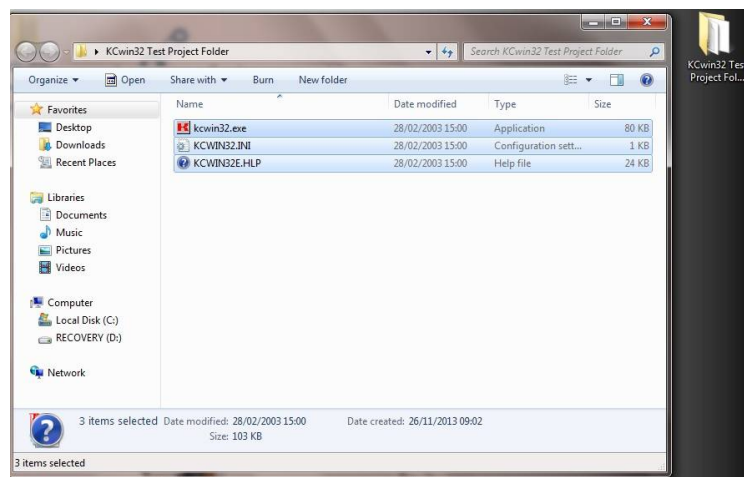 KCwin32 Test Project Folder
Search KCwin32 Test Project Folder
Organize Open Share with Burn New folder
Name Date modified Type Size
kcwin32.exe 28/02/2003 15:00 Application 80 KB
KCWIN32.INI 28/02/2003 15:00 Configuration sett... 1 KB
KCWIN32E.HLP 28/02/2003 15:00 Help file 24 KB
Favorites
Desktop
Downloads
Recent Places
Libraries
Documents
Music
Pictures
Videos
Computer
Local Disk (C:)
RECOVERY (D:)
Network
3 items selected Date modified: 28/02/2003 15:00 Date created: 26/11/2013 09:02
Size: 103 KB
3 items selected
KCwin32 Tes
Project Fol...